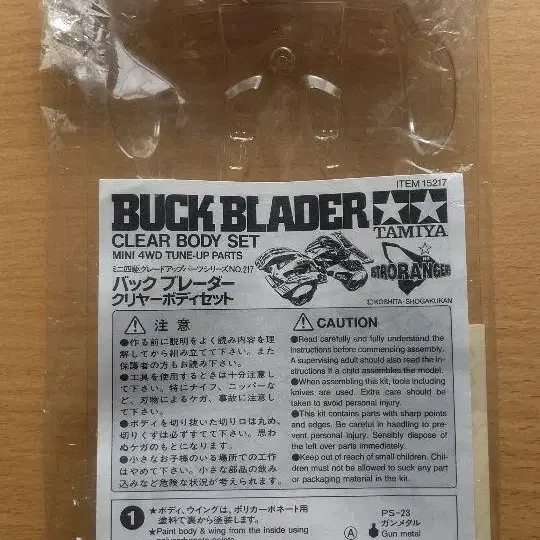 ITEM 15217
BUCK BLADER
TAMIYA
CLEAR BODY SET
MINI 4WD TUNE-UP PARTS
ミニ四駆グレードアップパーツシリーズNO.217
バック ブレーダー
クリヤーボディセット
ASTRORANGER
©KOSHITA・SHOGAKUKAN
注 意
●作る前に説明をよく読み内容を理
解してから組み立てて下さい。また
保護者の方もお読み下さい。
●工具を使用するときは十分注意し
て下さい。特にナイフ、ニッパーな
ど、刃物によるケガ、事故に注意し
て下さい。
●ボディを切り抜いた切り口は丸め、
切りくずは必ずすてて下さい。思わ
ぬケガのもとになります。
●小さなお子様のいる場所での工作
はやめて下さい。小さな部品の飲み
込みなど危険な状況が考えられます。
CAUTION
●Read carefully and fully understand the
instructions before commencing assembly.
A supervising adult should also read the in-
structions if a child assembles the model.
●When assembling this kit, tools including
knives are used. Extra care should be
taken to avoid personal injury.
●This kit contains parts with sharp points
and edges. Be careful in handling to pre-
vent personal injury. Sensibly dispose of
the left over parts immediately.
●Keep out of reach of small children. Chil-
dren must not be allowed to suck any part
or packaging material in the kit.
1
★ボディ、ウイングは、ポリカーボネート用
塗料で裏から塗装します。
★Paint body & wing from the inside using
A
PS-23
ガンメタル
Gun metal